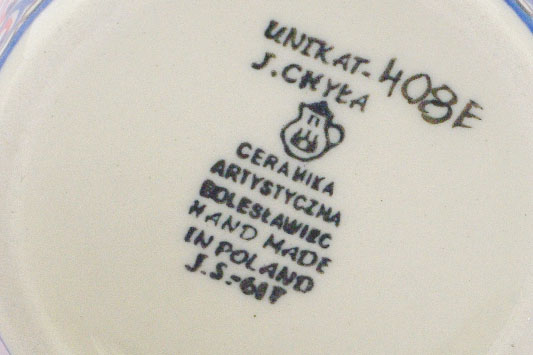 UNIKAT- 408E
J. CHYŁA
CERAMIKA
ARTYSTYCZNA
BOLESŁAWIEC
HAND MADE
IN POLAND
J.S.-